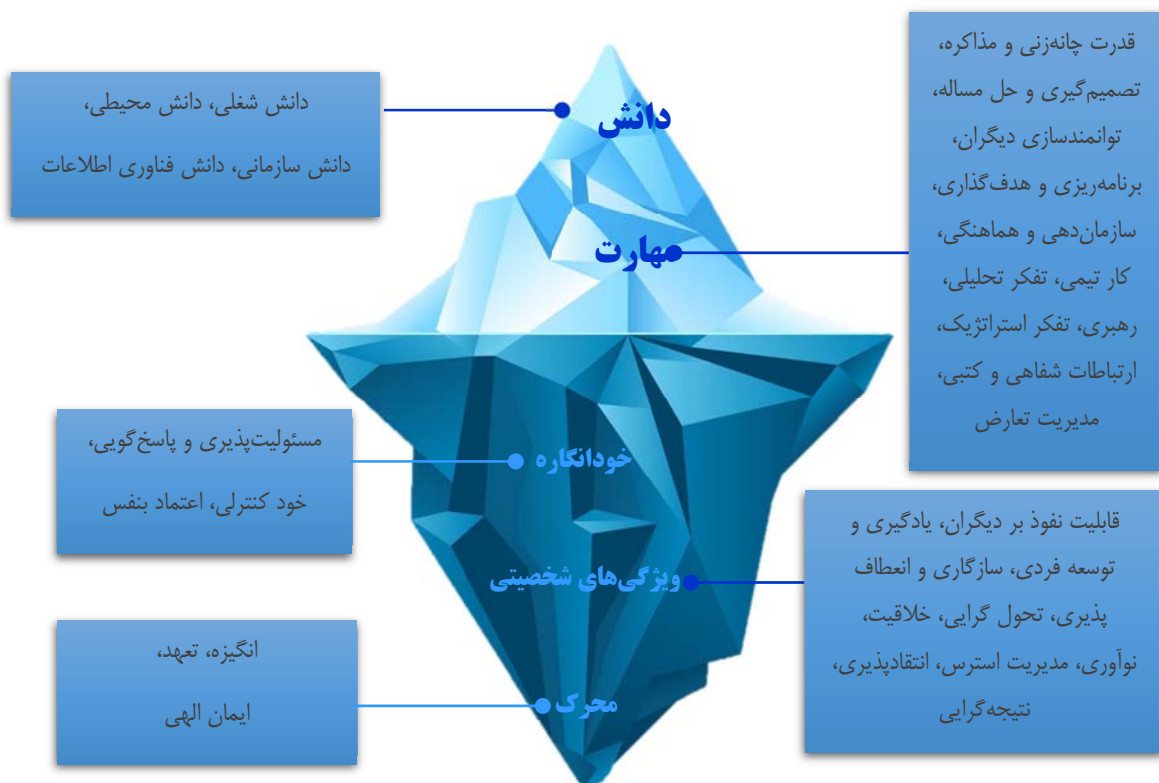 قدرت چانه‌زنی و مذاکره،
تصمیم‌گیری و حل مساله،
توانمندسازی دیگران،
برنامه‌ریزی و هدف‌گذاری،
سازمان‌دهی و هماهنگی،
کار تیمی، تفکر تحلیلی،
رهبری، تفکر استراتژیک،
ارتباطات شفاهی و کتبی،
مدیریت تعارض
دانش
دانش شغلی، دانش محیطی،
دانش سازمانی، دانش فناوری اطلاعات
مهارت
خودانگاره
مسئولیت‌پذیری و پاسخ‌گویی،
خود کنترلی، اعتماد بنفس
ویژگی‌های شخصیتی
قابلیت نفوذ بر دیگران، یادگیری و
توسعه فردی، سازگاری و انعطاف
پذیری، تحول گرایی، خلاقیت،
نوآوری، مدیریت استرس، انتقادپذیری،
نتیجه‌گرایی
محرک
انگیزه، تعهد،
ایمان الهی